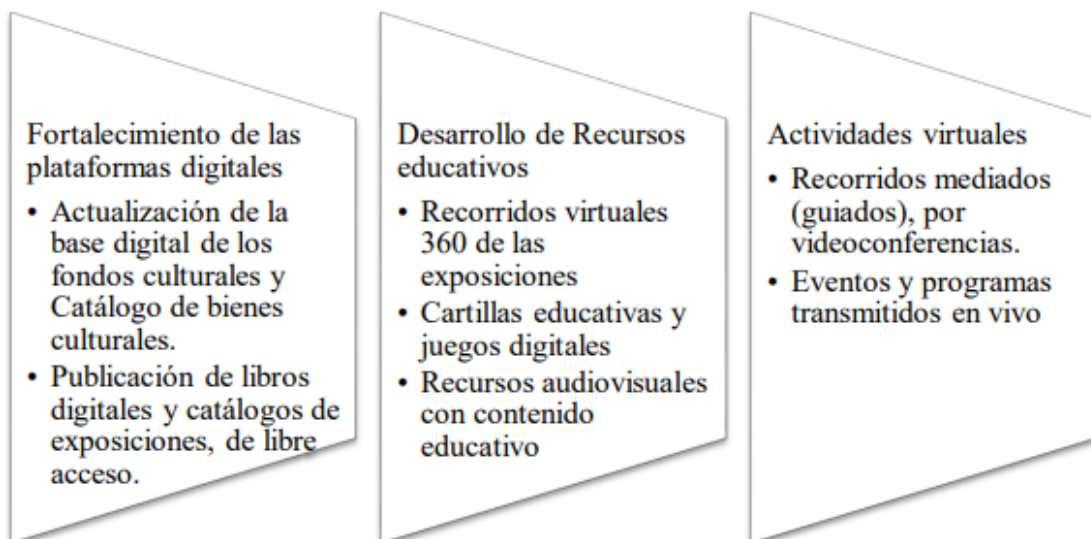 Fortalecimiento de las
plataformas digitales
• Actualización de la
base digital de los
fondos culturales y
Catálogo de bienes
culturales.
• Publicación de libros
digitales y catálogos de
exposiciones, de libre
acceso.
Desarrollo de Recursos
educativos
• Recorridos virtuales
360 de las
exposiciones
• Cartillas educativas y
juegos digitales
• Recursos audiovisuales
con contenido
educativo
Actividades virtuales
• Recorridos mediados
(guiados), por
videoconferencias.
• Eventos y programas
transmitidos en vivo